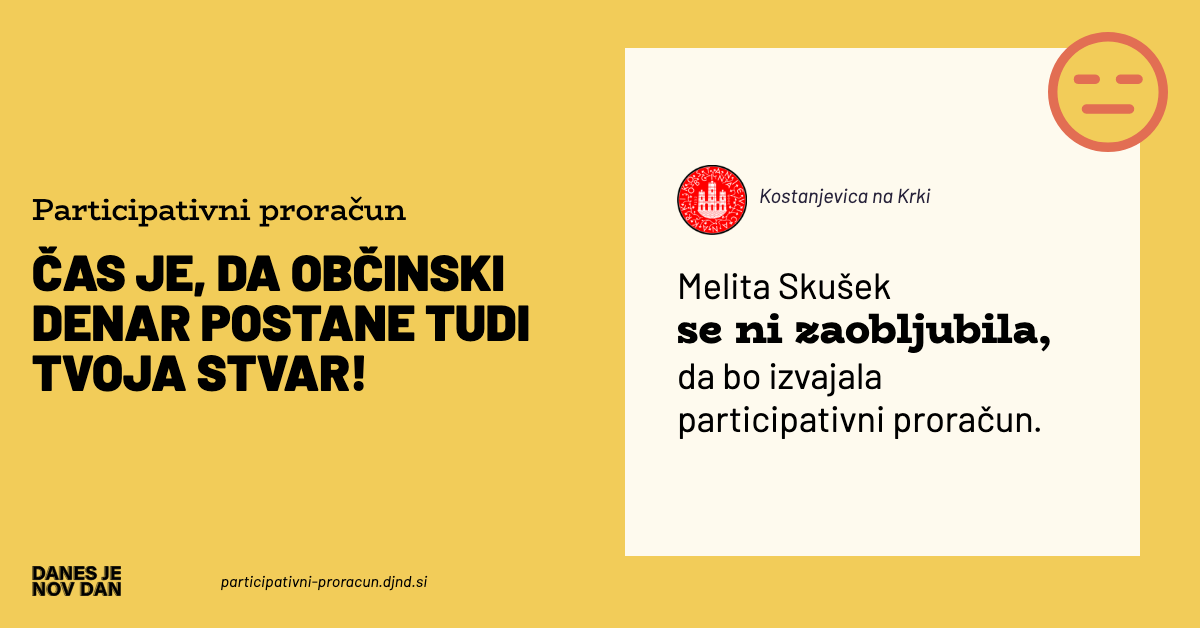 Participativni proračun
ČAS JE, DA OBČINSKI
DENAR POSTANE TUDI
TVOJA STVAR!
DANES JE
NOV DAN
participativni-proracun.djnd.si
Kostanjevica na Krki
Melita Skušek
se ni zaobljubila,
da bo izvajala
participativni proračun.